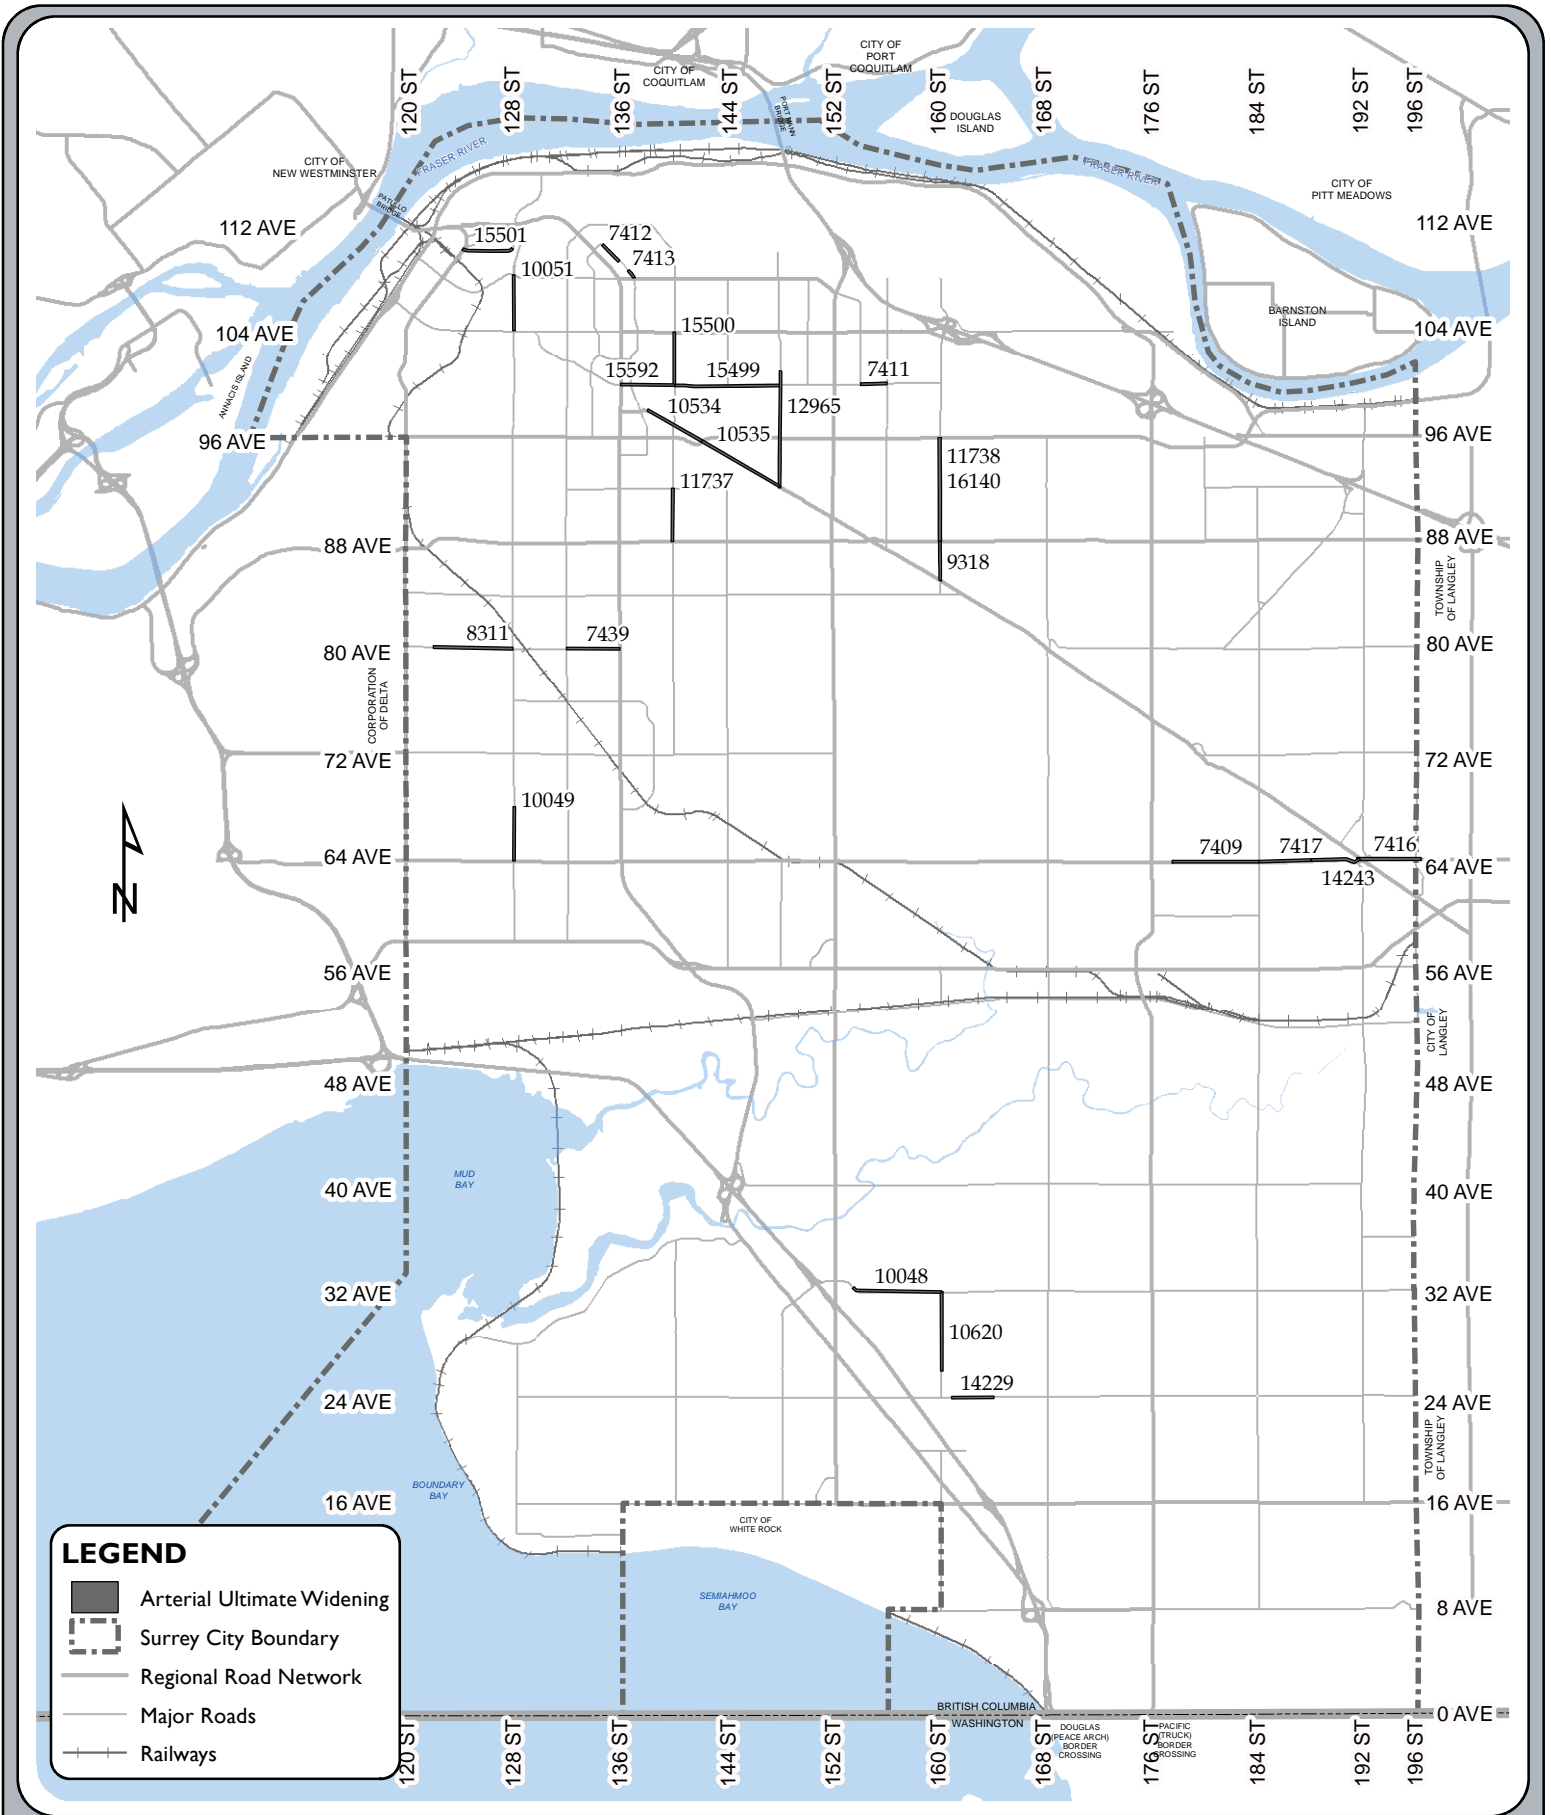 CITY OF
PORT
COQUITLAM
CITY OF
COQUITLAM
120 ST
128 ST
136 ST
144 ST
152 ST
160 ST
168 ST
176 ST
184 ST
192 ST
196 ST
PORT MANN
BRIDGE
DOUGLAS
ISLAND
CITY OF
NEW WESTMINSTER
FRASER RIVER
FRASER RIVER
CITY OF
PITT MEADOWS
PATULLO
BRIDGE
112 AVE
112 AVE
15501
7412
7413
10051
BARNSTON
ISLAND
104 AVE
15500
104 AVE
ANNACIS ISLAND
15592
15499
7411
10534
12965
96 AVE
10535
96 AVE
11738
16140
11737
88 AVE
88 AVE
9318
TOWNSHIP
OF LANGLEY
8311
7439
80 AVE
80 AVE
CORPORATION
OF DELTA
72 AVE
72 AVE
10049
64 AVE
7409
7417
7416
14243
64 AVE
N
56 AVE
56 AVE
CITY OF
LANGLEY
48 AVE
48 AVE
MUD
BAY
40 AVE
40 AVE
10048
32 AVE
32 AVE
10620
14229
24 AVE
24 AVE
TOWNSHIP
OF LANGLEY
BOUNDARY
BAY
16 AVE
16 AVE
CITY OF
WHITE ROCK
SEMIAHMOO
BAY
8 AVE
LEGEND
Arterial Ultimate Widening
Surrey City Boundary
Regional Road Network
Major Roads
Railways
BRITISH COLUMBIA
WASHINGTON
0 AVE
DOUGLAS
(PEACE ARCH)
BORDER
CROSSING
PACIFIC
(TRUCK)
BORDER
CROSSING
120 ST
128 ST
136 ST
144 ST
152 ST
160 ST
168 ST
176 ST
184 ST
192 ST
196 ST